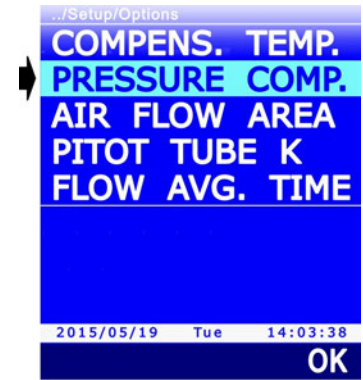 ../Setup/Options
COMPENS. TEMP.
PRESSURE COMP.
AIR FLOW AREA
PITOT TUBE K
FLOW AVG. TIME
2015/05/19 Tue 14:03:38
OK